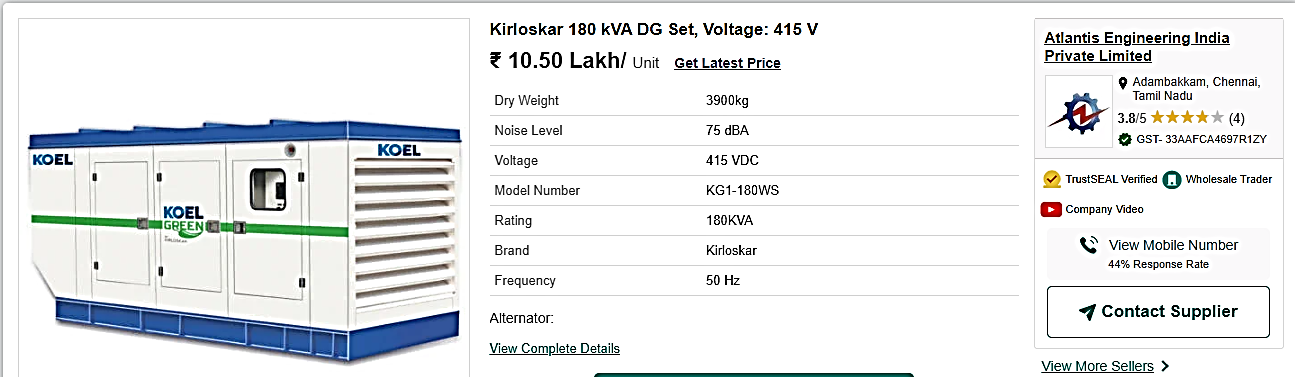 Kirloskar 180 kVA DG Set, Voltage: 415 V
₹ 10.50 Lakh/ Unit Get Latest Price
Dry Weight 3900kg
Noise Level 75 dBA
Voltage 415 VDC
Model Number KG1-180WS
Rating 180KVA
Brand Kirloskar
Frequency 50 Hz
Alternator:
View Complete Details
KOEL
KOEL
KOEL
GREEN
Atlantis Engineering India
Private Limited
Adambakkam, Chennai,
Tamil Nadu
3.8/5 (4)
GST- 33AAFCA4697R1ZY
TrustSEAL Verified Wholesale Trader
Company Video
View Mobile Number
44% Response Rate
Contact Supplier
View More Sellers